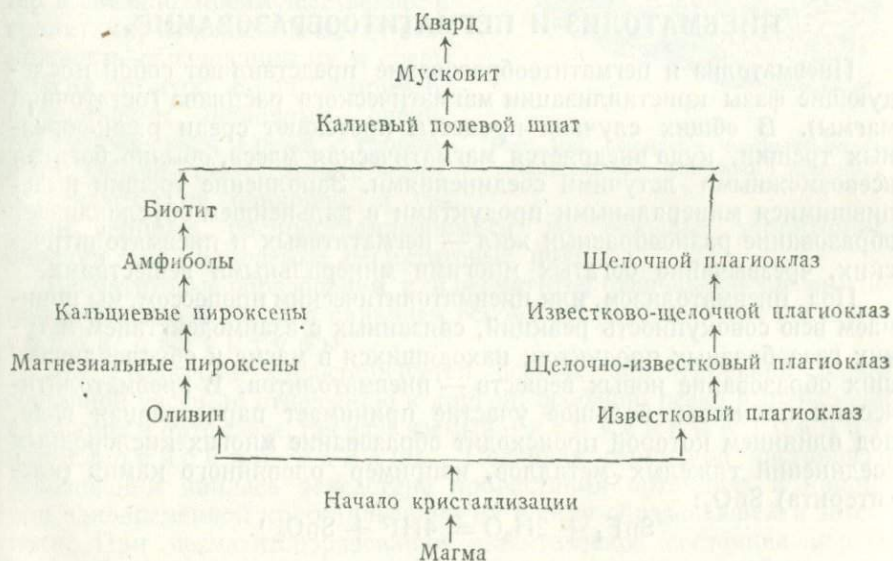 Кварц
Мусковит
Калиевый полевой шпат
Биотит
Амфиболы Щелочной плагиоклаз
Кальциевые пироксены Известково-щелочной плагиоклаз
Магнезиальные пироксены Щелочно-известковый плагиоклаз
Оливин Известковый плагиоклаз
Начало кристаллизации
Магма